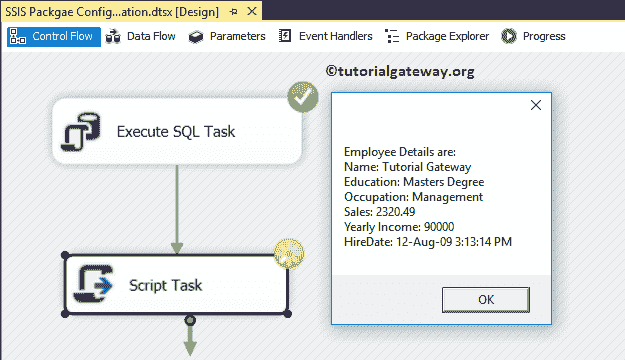 SSIS Packgae Config...ation.dtsx [Design]
Control Flow Data Flow Parameters Event Handlers Package Explorer Progress
©tutorialgateway.org
Execute SQL Task
Employee Details are:
Name: Tutorial Gateway
Education: Masters Degree
Occupation: Management
Sales: 2320.49
Yearly Income: 90000
HireDate: 12-Aug-09 3:13:14 PM
OK
Script Task